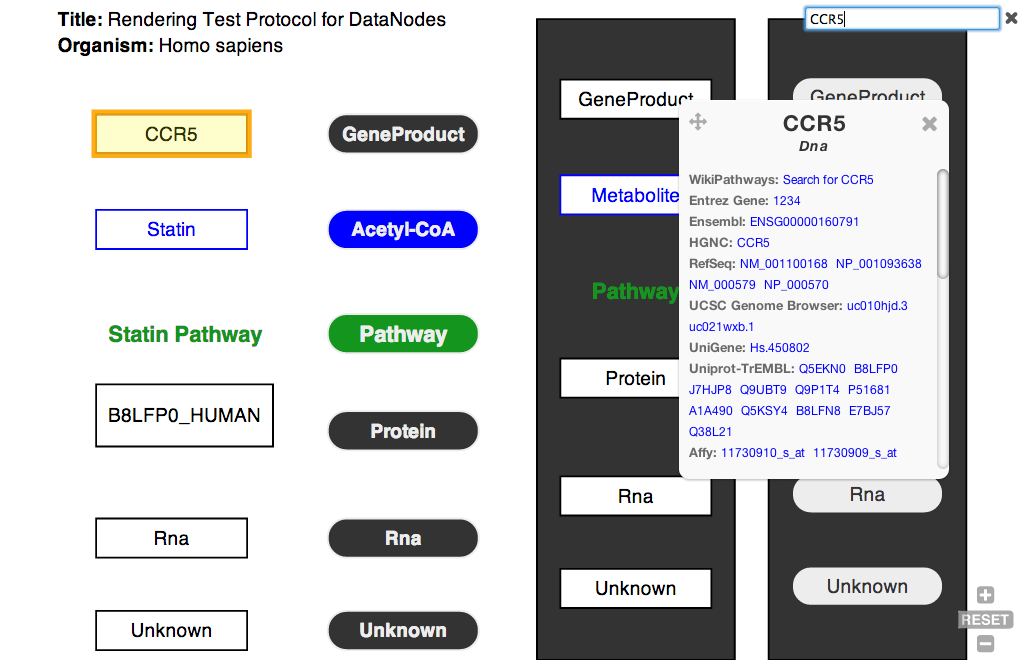 Title: Rendering Test Protocol for DataNodes
Organism: Homo sapiens
CCR5
CCR5
GeneProduct
Statin
Acetyl-CoA
Statin Pathway
Pathway
B8LFP0_HUMAN
Protein
Rna
Rna
Unknown
Unknown
GeneProduct
Metabolite
Pathway
Protein
Rna
Unknown
GeneProduct
Rna
Unknown
CCR5
Dna
WikiPathways: Search for CCR5
Entrez Gene: 1234
Ensembl: ENSG00000160791
HGNC: CCR5
RefSeq: NM_001100168 NP_001093638
NM_000579 NP_000570
UCSC Genome Browser: uc010hjd.3
uc021wxb.1
UniGene: Hs.450802
Uniprot-TrEMBL: Q5EKN0 B8LFP0
J7HJP8 Q9UBT9 Q9P1T4 P51681
A1A490 Q5KSY4 B8LFN8 E7BJ57
Q38L21
Affy: 11730910_s_at 11730909_s_at
RESET